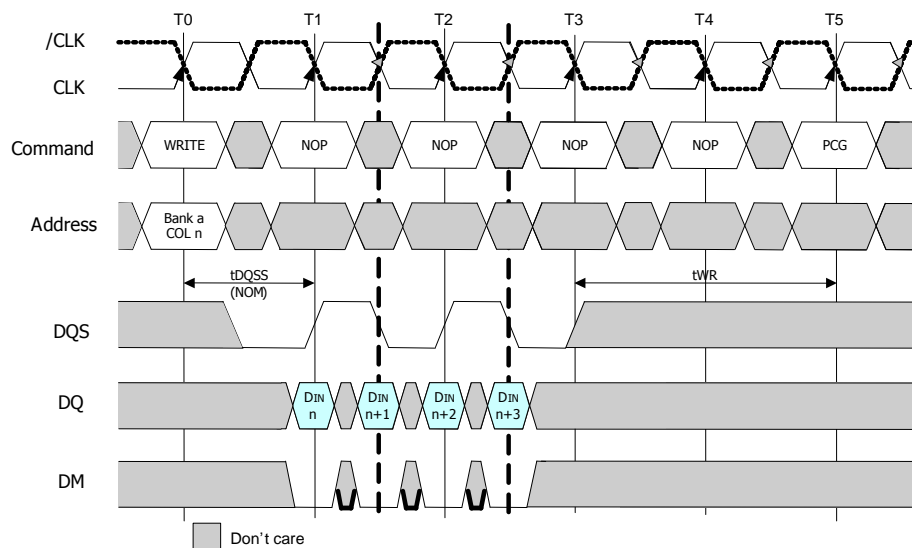 T0 T1 T2 T3 T4 T5
/CLK
CLK
Command WRITE NOP NOP NOP NOP PCG
Address Bank a
COL n
tDQSS
(NOM)
tWR
DQS
DQ DIN n DIN n+1 DIN n+2 DIN n+3
DM
Don't care